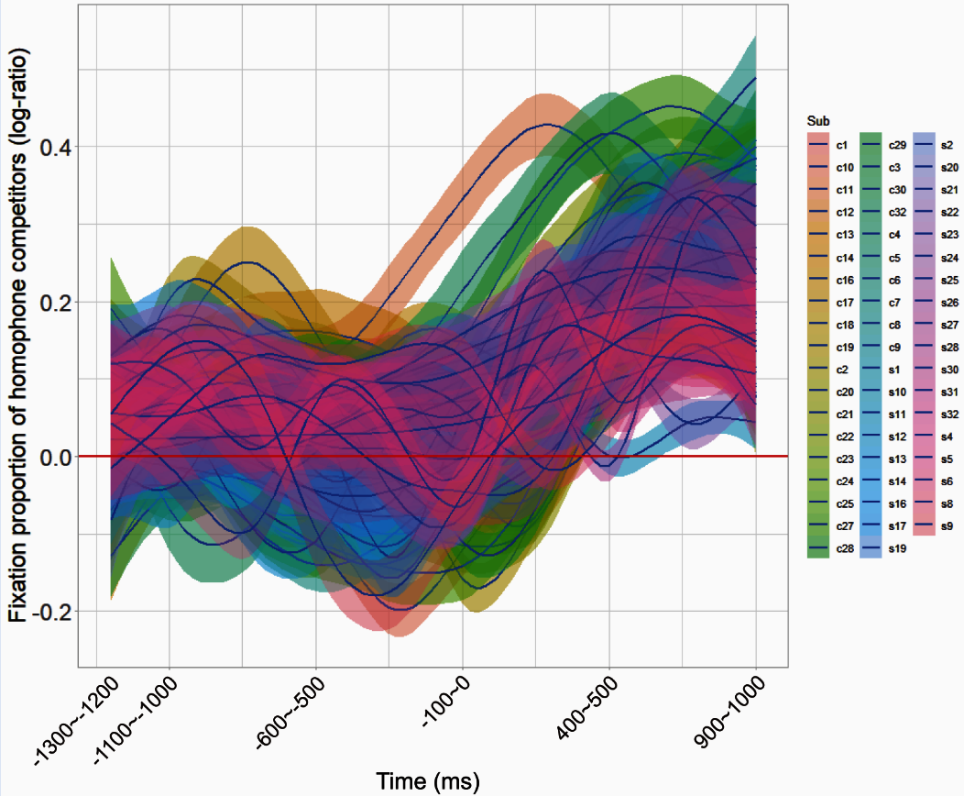 Fixation proportion of homophone competitors (log-ratio)
0.4
0.2
0.0
-0.2
-1300~-1200
-1100~-1000
-600~-500
-100~0
400~500
900~1000
Time (ms)
Sub
c1
c10
c11
c12
c13
c14
c16
c17
c18
c19
c2
c20
c21
c22
c23
c24
c25
c27
c28
c29
c3
c30
c32
c4
c5
c6
c7
c8
c9
s1
s10
s11
s12
s13
s14
s16
s17
s19
s2
s20
s21
s22
s23
s24
s25
s26
s27
s28
s30
s31
s32
s4
s5
s6
s8
s9